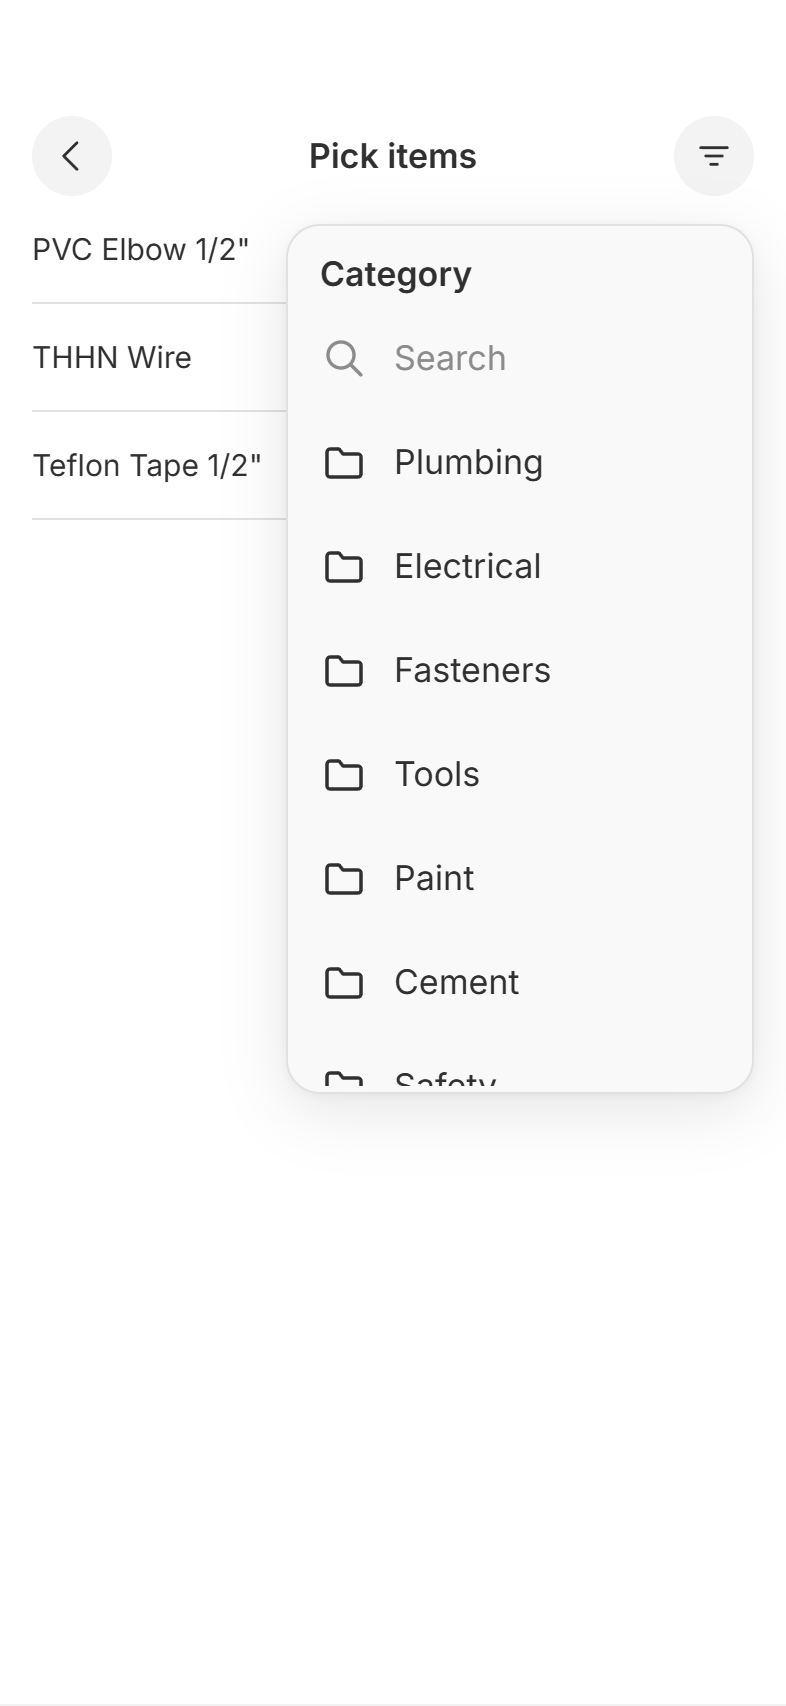 Pick items
PVC Elbow 1/2"
THHN Wire
Teflon Tape 1/2"
Category
Search
Plumbing
Electrical
Fasteners
Tools
Paint
Cement
Safety